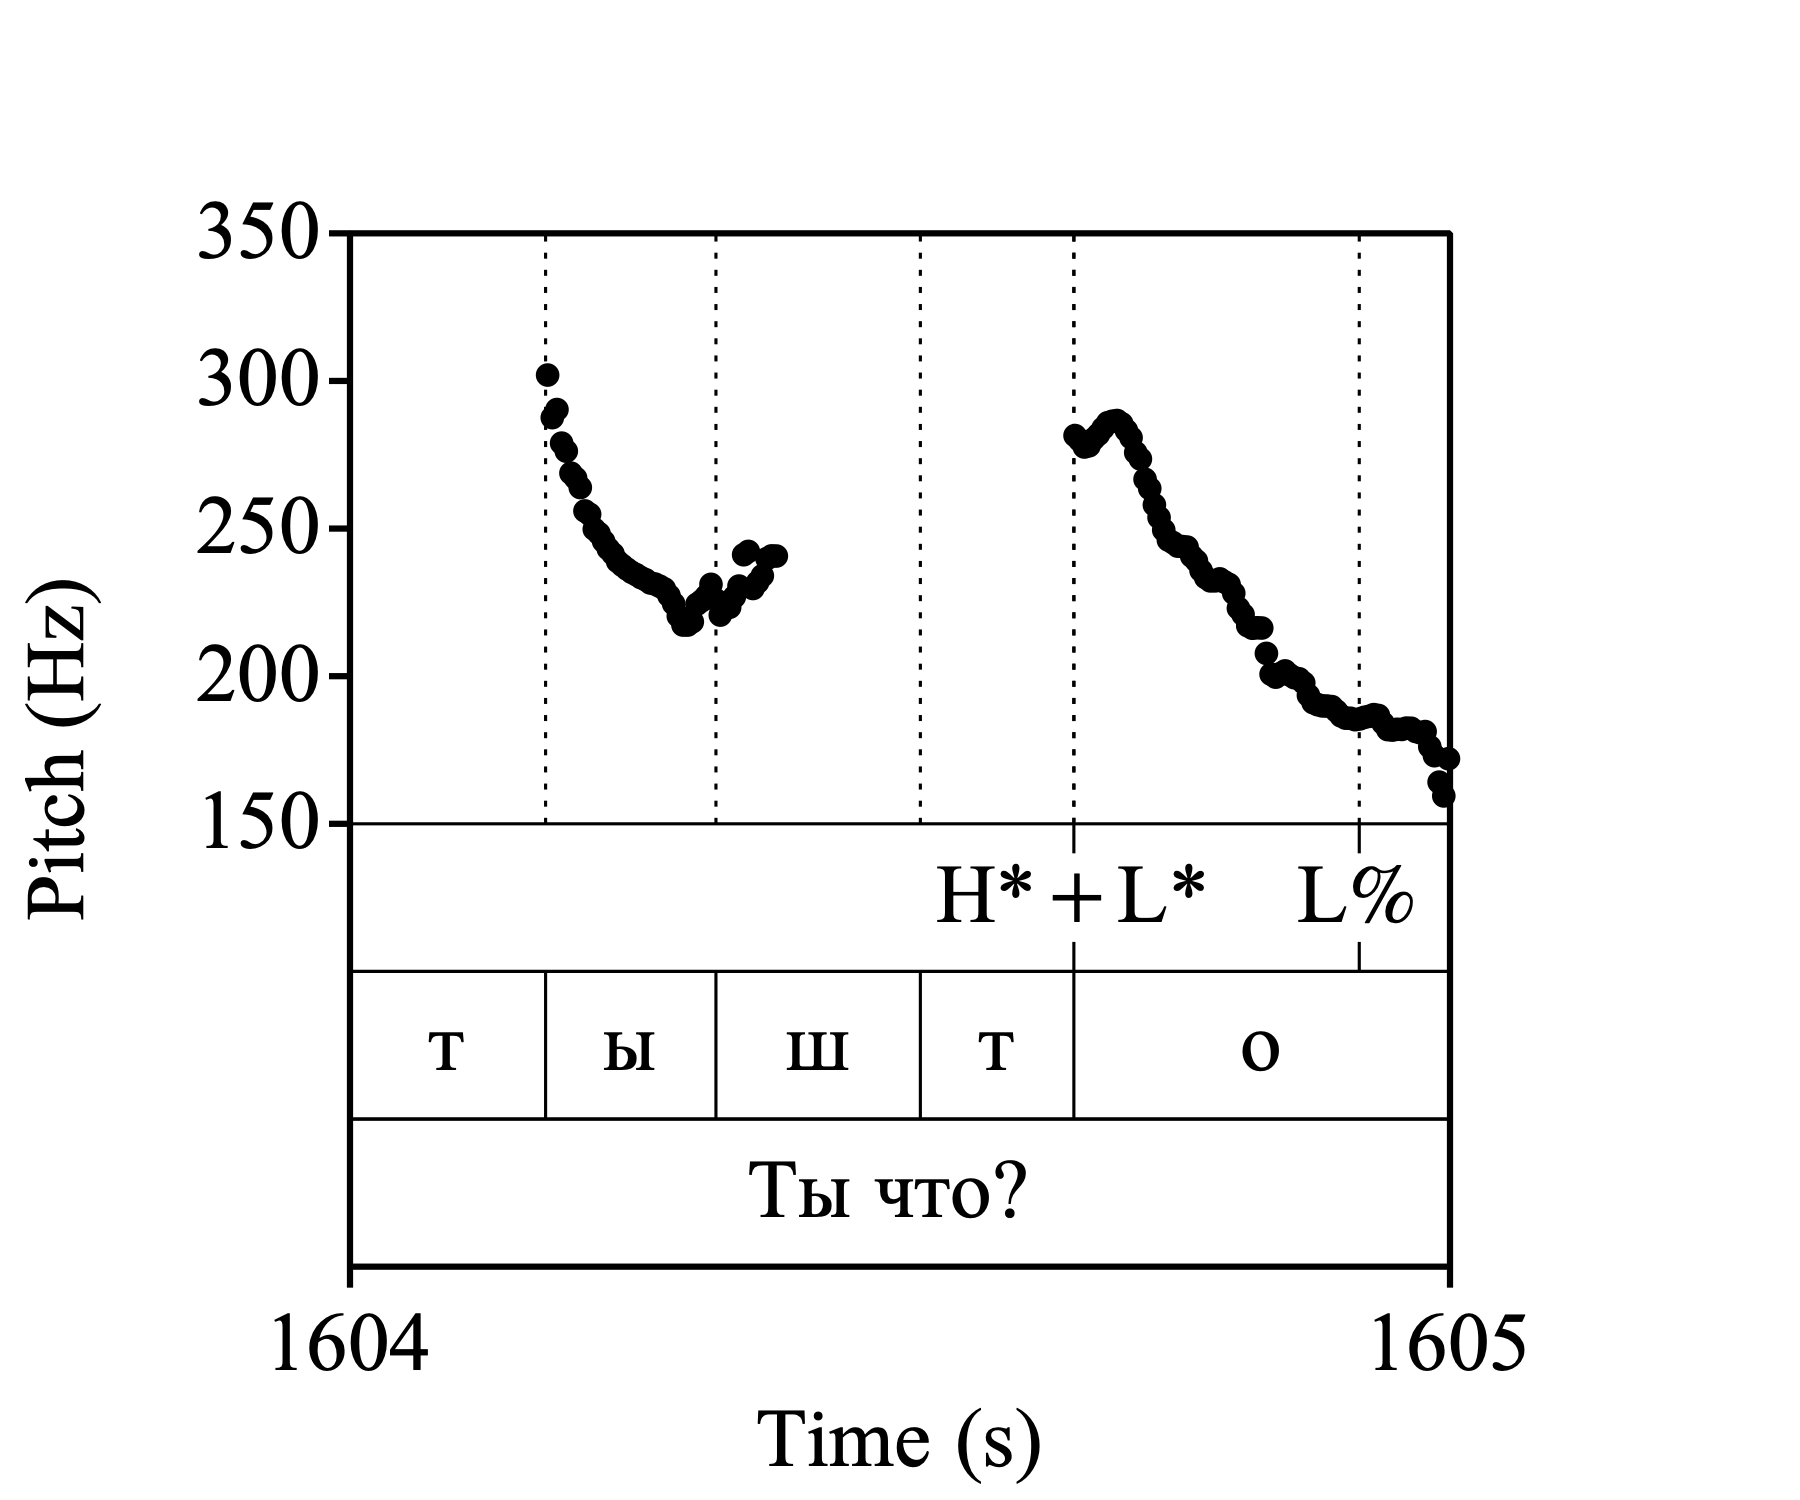 350
300
250
200
150
Pitch (Hz)
H* + L* L%
т ы ш т о
Ты что?
1604 1605
Time (s)